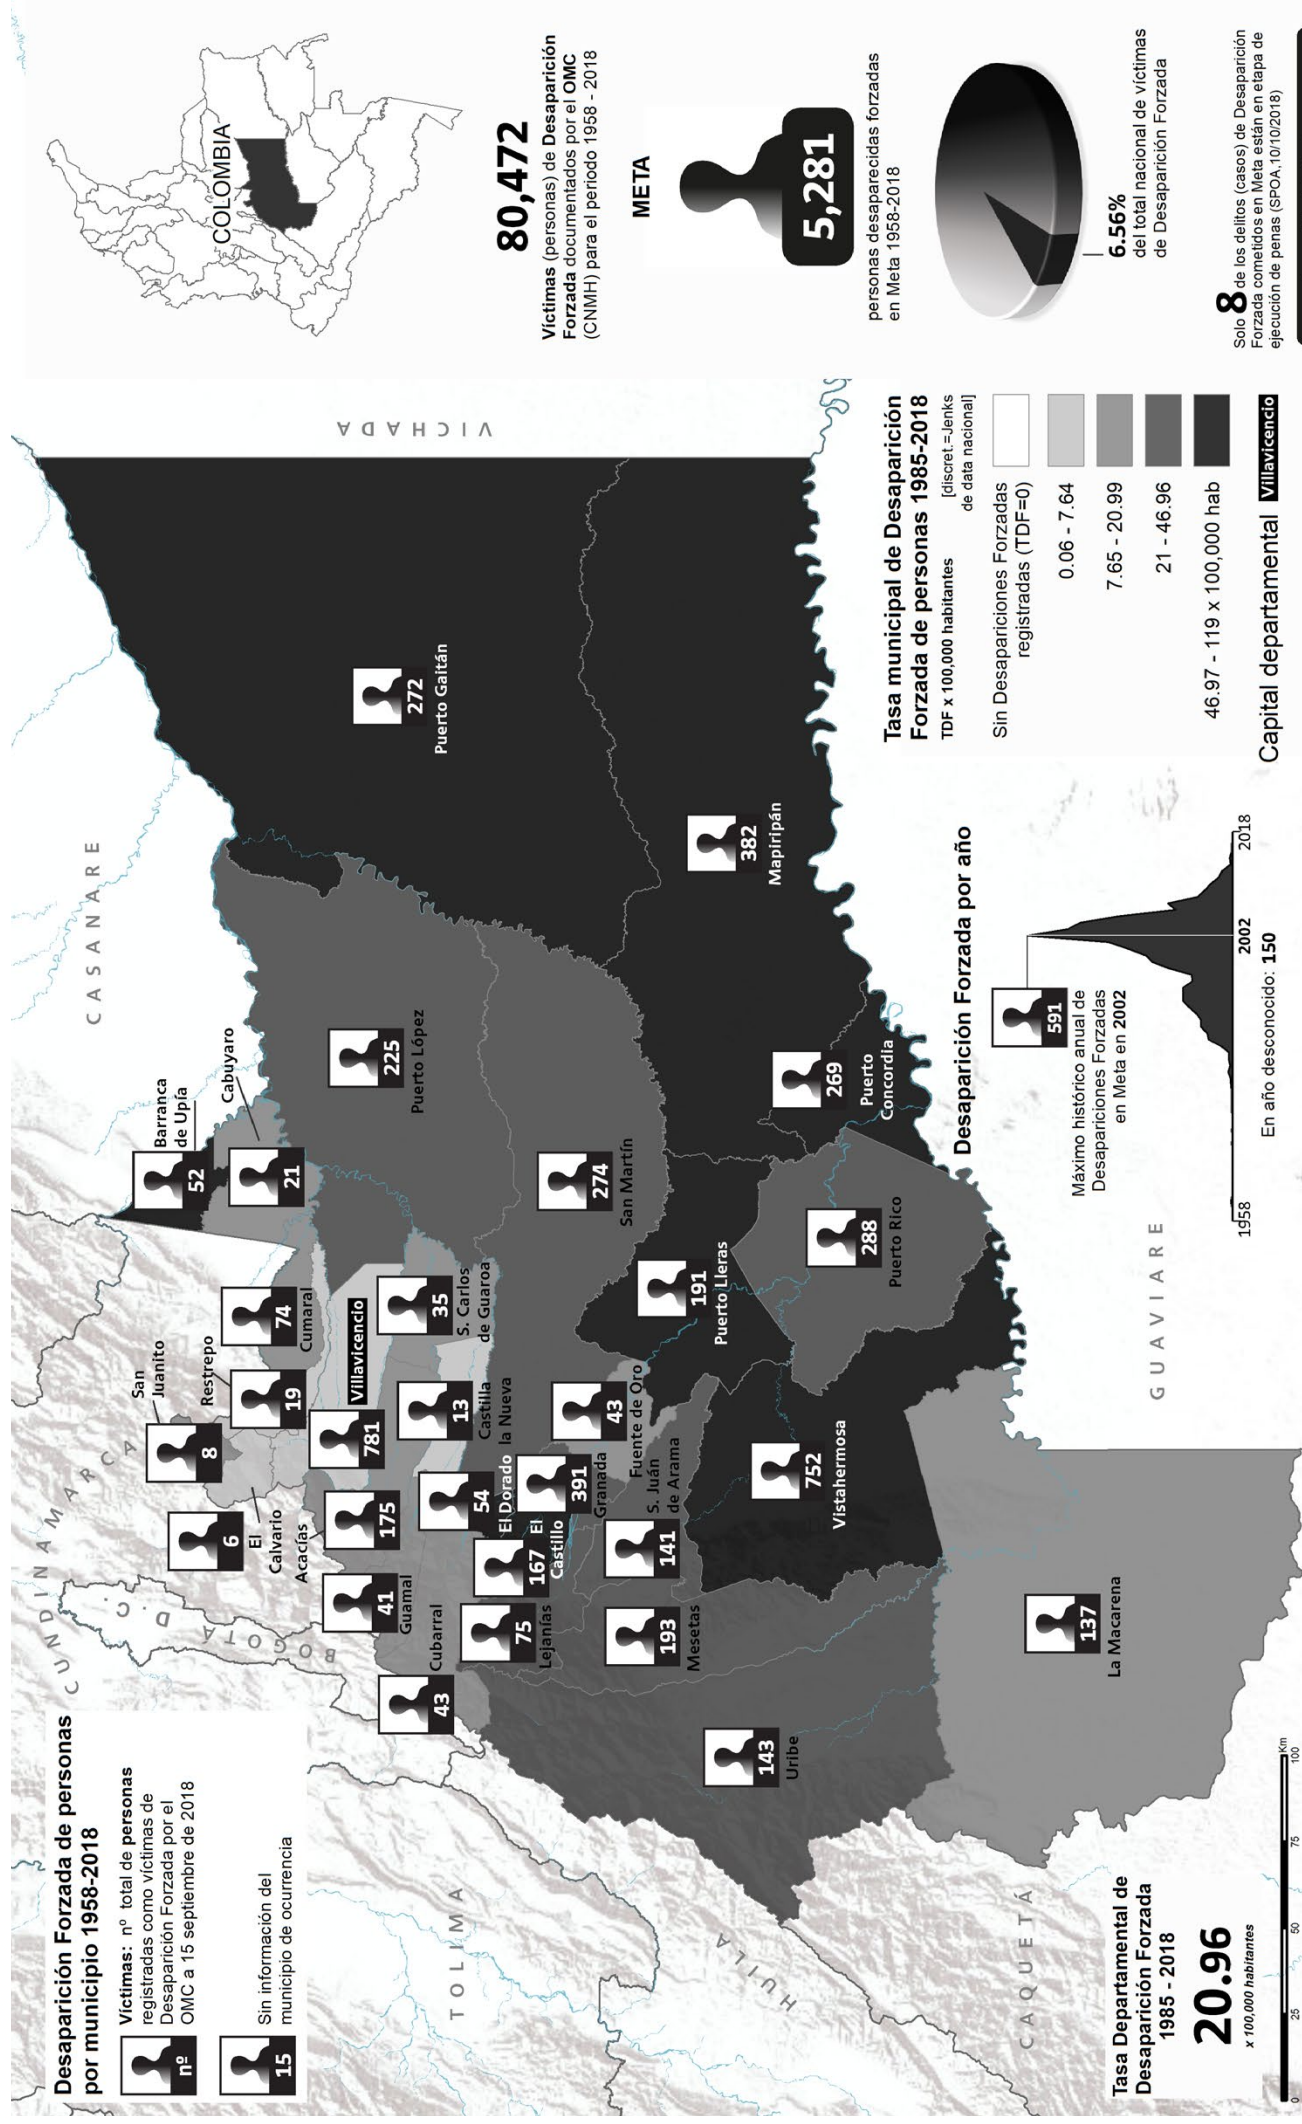 Desaparición Forzada de personas
por municipio 1958-2018
nº
Víctimas: nº total de personas
registradas como víctimas de
Desaparición Forzada por el
OMC a 15 septiembre de 2018
15
Sin información del
municipio de ocurrencia
CUNDINAMARCA
BOGOTÁ D.C.
TOLIMA
HUILA
CAQUETÁ
CASANARE
VICHADA
GUAVIARE
52
Barranca
de Upía
21
Cabuyaro
8
San
Juanito
19
Restrepo
74
Cumaral
6
El
Calvario
781
Villavicencio
175
Acacías
35
S. Carlos
de Guaroa
41
Guamal
13
Castilla
la Nueva
43
Cubarral
54
El Dorado
167
El
Castillo
391
Granada
43
Fuente de Oro
75
Lejanías
141
S. Juán
de Arama
193
Mesetas
143
Uribe
752
Vistahermosa
137
La Macarena
225
Puerto López
274
San Martín
191
Puerto Lleras
288
Puerto Rico
269
Puerto
Concordia
272
Puerto Gaitán
382
Mapiripán
Tasa Departamental de
Desaparición Forzada
1985 - 2018
20.96
x 100,000 habitantes
0 25 50 75 100
Km
Desaparición Forzada por año
591
Máximo histórico anual de
Desapariciones Forzadas
en Meta en 2002
1958 2002 2018
En año desconocido: 150
Tasa municipal de Desaparición
Forzada de personas 1985-2018
TDF x 100,000 habitantes
[discret.=Jenks
de data nacional]
Sin Desapariciones Forzadas
registradas (TDF=0)
0.06 - 7.64
7.65 - 20.99
21 - 46.96
46.97 - 119 x 100,000 hab
Capital departamental Villavicencio
COLOMBIA
80,472
Víctimas (personas) de Desaparición
Forzada documentados por el OMC
(CNMH) para el periodo 1958 - 2018
META
5,281
personas desaparecidas forzadas
en Meta 1958-2018
6.56%
del total nacional de víctimas
de Desaparición Forzada
Solo 8 de los delitos (casos) de Desaparición
Forzada cometidos en Meta están en etapa de
ejecución de penas (SPOA,10/10/2018)